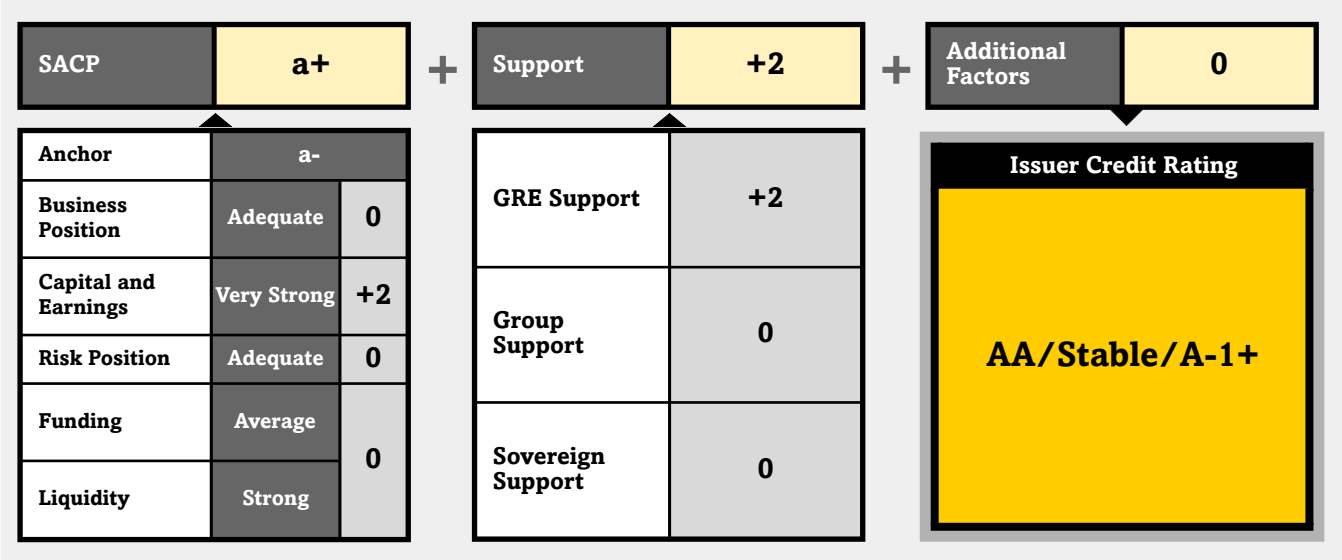 SACP
a+
+
Support
+2
+
Additional
Factors
0
Anchor
a-
Business
Position
Adequate
0
Capital and
Earnings
Very Strong
+2
Risk Position
Adequate
0
Funding
Average
Liquidity
Strong
0
GRE Support
+2
Group
Support
0
Sovereign
Support
0
Issuer Credit Rating
AA/Stable/A-1+